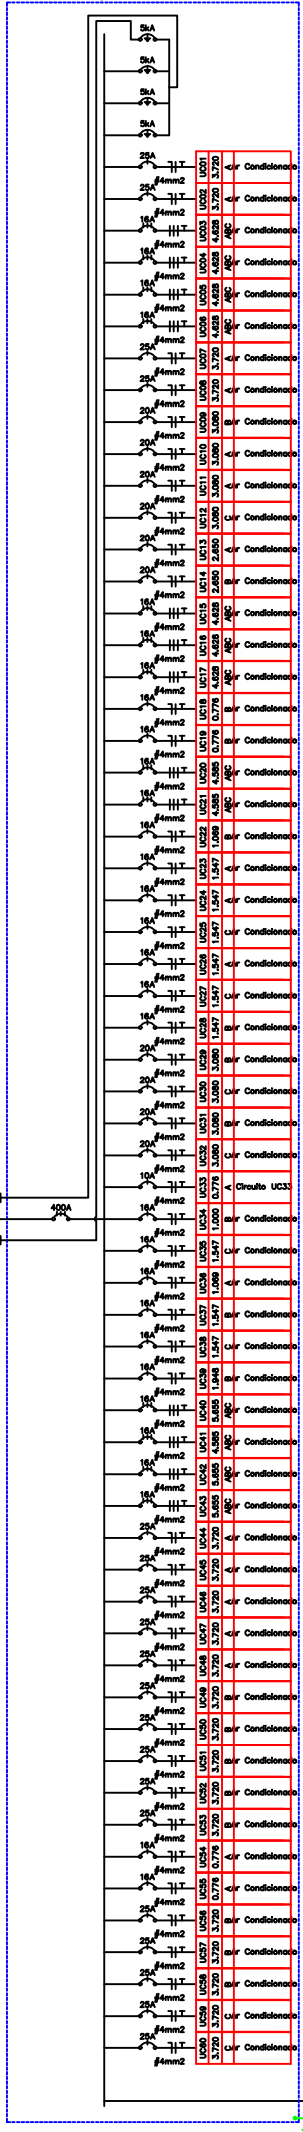 5kA
5kA
5kA
5kA
25A UC01 3.720 A Ar Condicionado
#4mm2
25A UC02 3.720 A Ar Condicionado
#4mm2
16A UC03 4.628 ABC Ar Condicionado
#4mm2
16A UC04 4.628 ABC Ar Condicionado
#4mm2
16A UC05 4.628 ABC Ar Condicionado
#4mm2
16A UC06 4.628 ABC Ar Condicionado
#4mm2
25A UC07 3.720 A Ar Condicionado
#4mm2
25A UC08 3.720 A Ar Condicionado
#4mm2
20A UC09 3.080 B Ar Condicionado
#4mm2
20A UC10 3.080 A Ar Condicionado
#4mm2
20A UC11 3.080 A Ar Condicionado
#4mm2
20A UC12 3.080 C Ar Condicionado
#4mm2
20A UC13 2.650 A Ar Condicionado
#4mm2
20A UC14 2.650 B Ar Condicionado
#4mm2
16A UC15 4.628 ABC Ar Condicionado
#4mm2
16A UC16 4.628 ABC Ar Condicionado
#4mm2
16A UC17 4.628 ABC Ar Condicionado
#4mm2
16A UC18 0.776 B Ar Condicionado
#4mm2
16A UC19 0.776 B Ar Condicionado
#4mm2
16A UC20 4.585 ABC Ar Condicionado
#4mm2
16A UC21 4.585 ABC Ar Condicionado
#4mm2
16A UC22 1.069 B Ar Condicionado
#4mm2
16A UC23 1.547 A Ar Condicionado
#4mm2
16A UC24 1.547 A Ar Condicionado
#4mm2
16A UC25 1.547 C Ar Condicionado
#4mm2
16A UC26 1.547 A Ar Condicionado
#4mm2
16A UC27 1.547 C Ar Condicionado
#4mm2
16A UC28 1.547 B Ar Condicionado
#4mm2
20A UC29 3.080 B Ar Condicionado
#4mm2
20A UC30 3.080 C Ar Condicionado
#4mm2
20A UC31 3.080 B Ar Condicionado
#4mm2
20A UC32 3.080 C Ar Condicionado
#4mm2
10A UC33 0.776 A Circuito UC33
#4mm2
400A
16A UC34 1.000 B Ar Condicionado
#4mm2
16A UC35 1.547 C Ar Condicionado
#4mm2
16A UC36 1.069 A Ar Condicionado
#4mm2
16A UC37 1.547 B Ar Condicionado
#4mm2
16A UC38 1.547 C Ar Condicionado
#4mm2
16A UC39 1.948 B Ar Condicionado
#4mm2
16A UC40 5.655 ABC Ar Condicionado
#4mm2
16A UC41 4.585 ABC Ar Condicionado
#4mm2
16A UC42 5.655 ABC Ar Condicionado
#4mm2
16A UC43 5.655 ABC Ar Condicionado
#4mm2
25A UC44 3.720 A Ar Condicionado
#4mm2
25A UC45 3.720 A Ar Condicionado
#4mm2
25A UC46 3.720 A Ar Condicionado
#4mm2
25A UC47 3.720 A Ar Condicionado
#4mm2
25A UC48 3.720 A Ar Condicionado
#4mm2
25A UC49 3.720 B Ar Condicionado
#4mm2
25A UC50 3.720 B Ar Condicionado
#4mm2
25A UC51 3.720 B Ar Condicionado
#4mm2
25A UC52 3.720 B Ar Condicionado
#4mm2
25A UC53 3.720 B Ar Condicionado
#4mm2
16A UC54 0.776 A Ar Condicionado
#4mm2
16A UC55 0.776 A Ar Condicionado
#4mm2
25A UC56 3.720 B Ar Condicionado
#4mm2
25A UC57 3.720 B Ar Condicionado
#4mm2
25A UC58 3.720 B Ar Condicionado
#4mm2
25A UC59 3.720 C Ar Condicionado
#4mm2
25A UC60 3.720 C Ar Condicionado
#4mm2